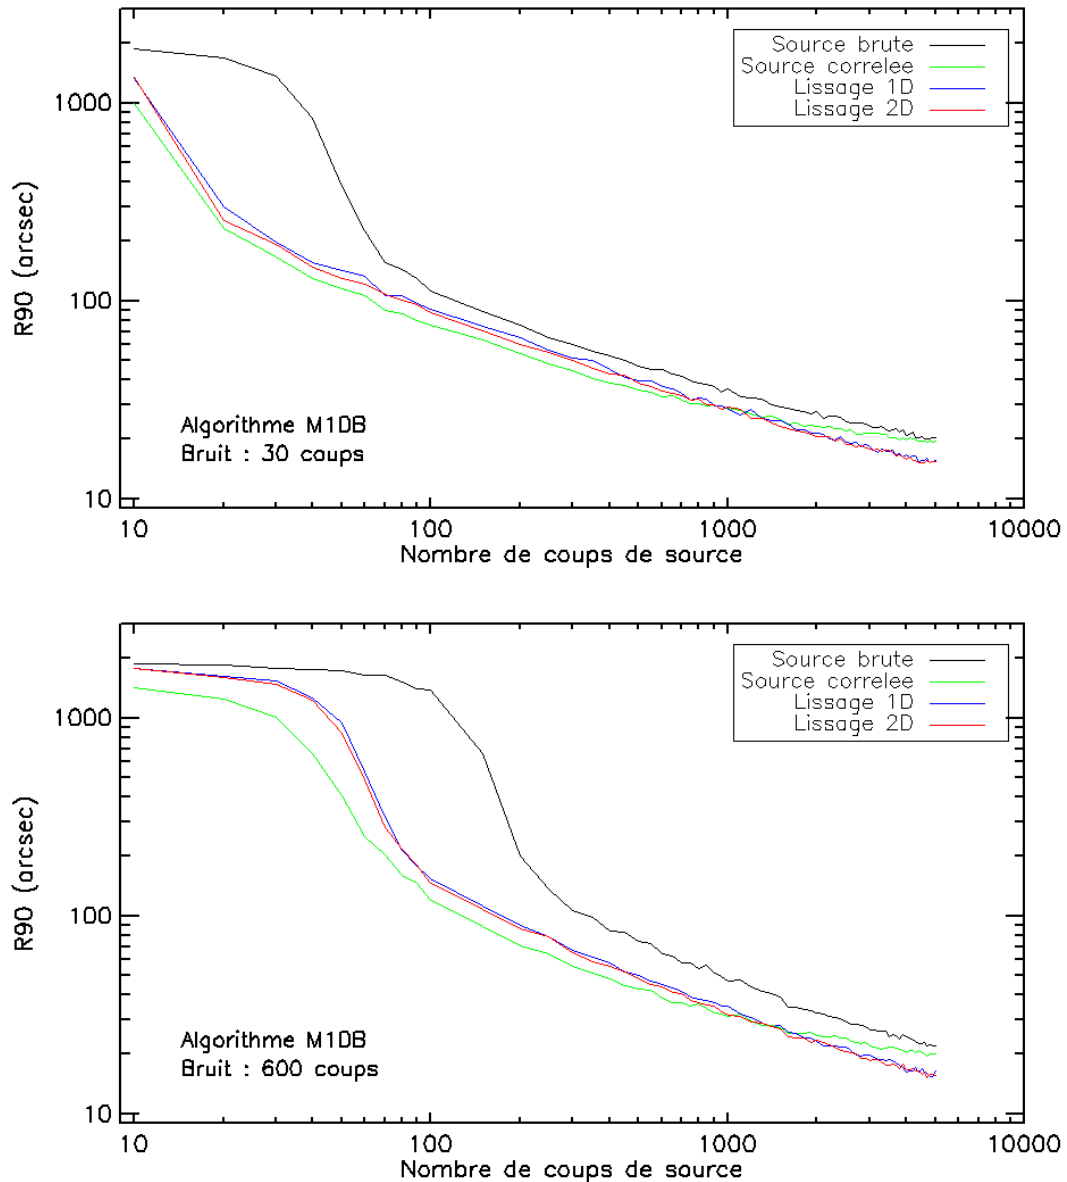 Source brute
Source correlee
Lissage 1D
Lissage 2D
1000
100
10
R90 (arcsec)
Algorithme M1DB
Bruit : 30 coups
10
100
1000
10000
Nombre de coups de source
Source brute
Source correlee
Lissage 1D
Lissage 2D
1000
100
10
R90 (arcsec)
Algorithme M1DB
Bruit : 600 coups
10
100
1000
10000
Nombre de coups de source